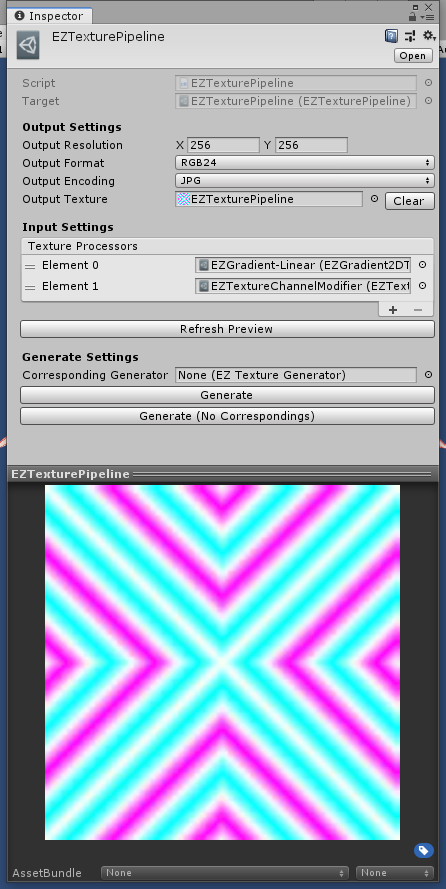 Inspector
EZTexturePipeline
Open
Script EZTexturePipeline
Target EZTexturePipeline (EZTexturePipeline)
Output Settings
Output Resolution X 256 Y 256
Output Format RGB24
Output Encoding JPG
Output Texture EZTexturePipeline Clear
Input Settings
Texture Processors
Element 0 EZGradient-Linear (EZGradient2DT
Element 1 EZTextureChannelModifier (EZText
Refresh Preview
Generate Settings
Corresponding Generator None (EZ Texture Generator)
Generate
Generate (No Correspondings)
EZTexturePipeline
AssetBundle None None